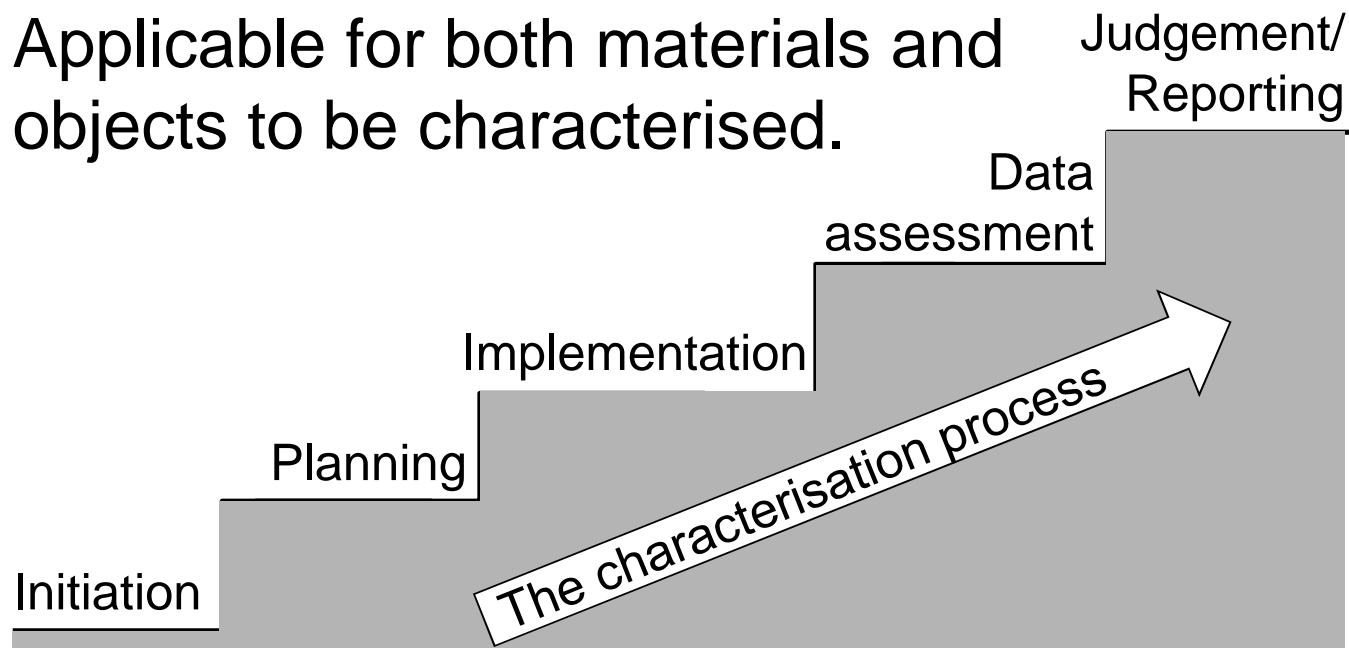 Applicable for both materials and
objects to be characterised.
Judgement/
Reporting
Data
assessment
Implementation
Planning
Initiation
The characterisation process